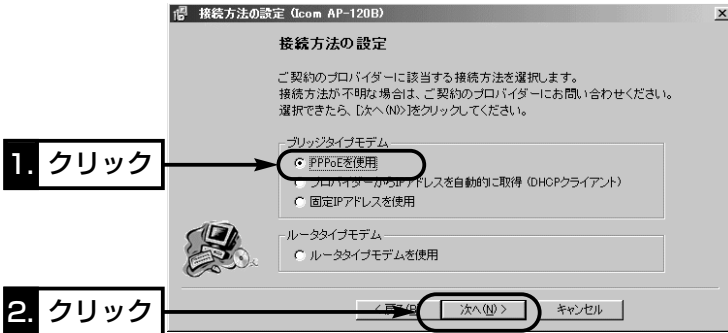 接続方法の設定 (Icom AP-120B)
接続方法の設定
ご契約のプロバイダーに該当する接続方法を選択します。
接続方法が不明な場合は、ご契約のプロバイダーにお問い合わせください。
選択できたら、[次へ(N)>]をクリックしてください。
ブリッジタイプモデム
1. クリック
PPPoEを使用
プロバイダーからIPアドレスを自動的に取得 (DHCPクライアント)
固定IPアドレスを使用
ルータタイプモデム
ルータタイプモデムを使用
2. クリック
< 戻る(B)
次へ(N) >
キャンセル